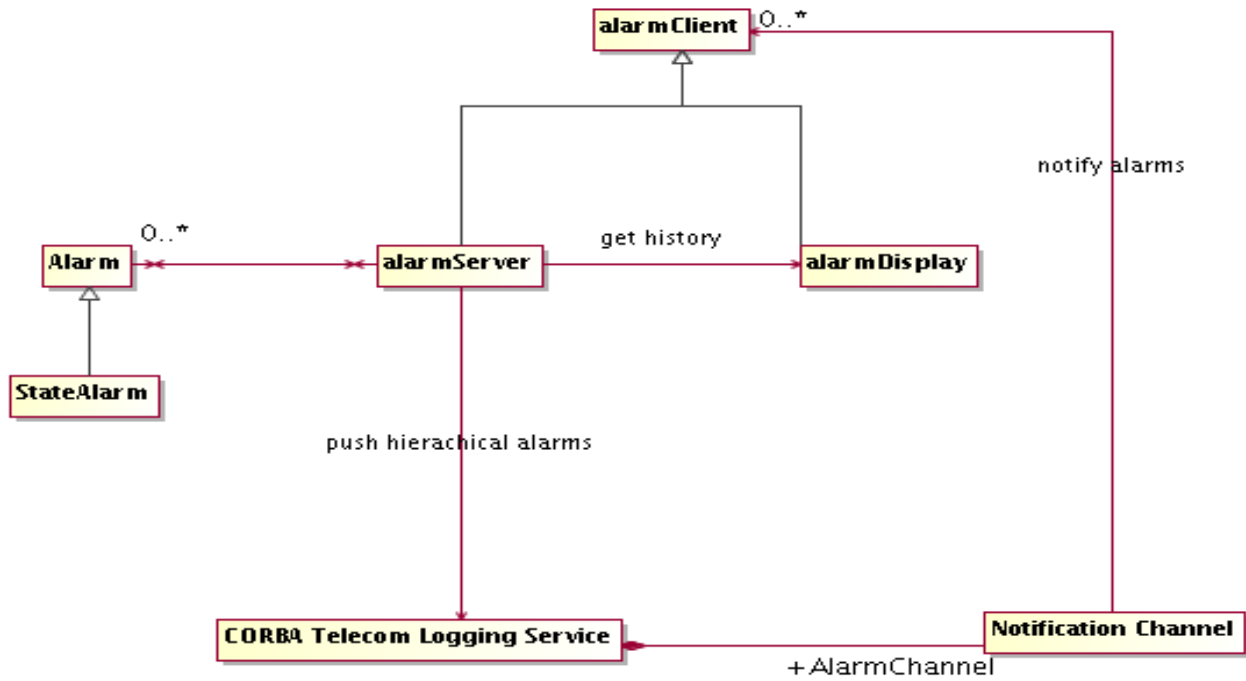 alarmClient
0..*
notify alarms
0..*
get history
Alarm
alarmServer
alarmDisplay
StateAlarm
push hierachical alarms
CORBA Telecom Logging Service
Notification Channel
+AlarmChannel